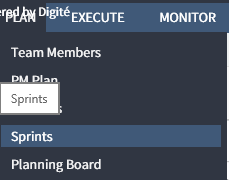 ered by Digité
PLAN EXECUTE MONITOR
Team Members
PM Plan
Sprints
Sprints
Planning Board